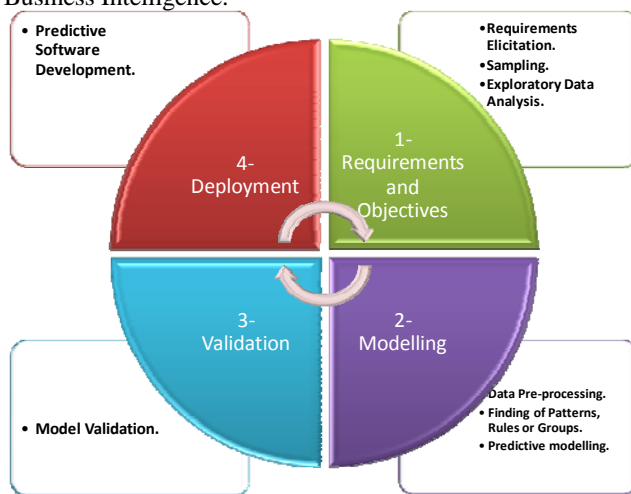 Business Intelligence.
• Predictive
Software
Development.
•Requirements
Elicitation.
•Sampling.
•Exploratory Data
Analysis.
4-
Deployment
1-
Requirements
and
Objectives
3-
Validation
2-
Modelling
• Model Validation.
Data Pre-processing.
• Finding of Patterns,
Rules or Groups.
• Predictive modelling.